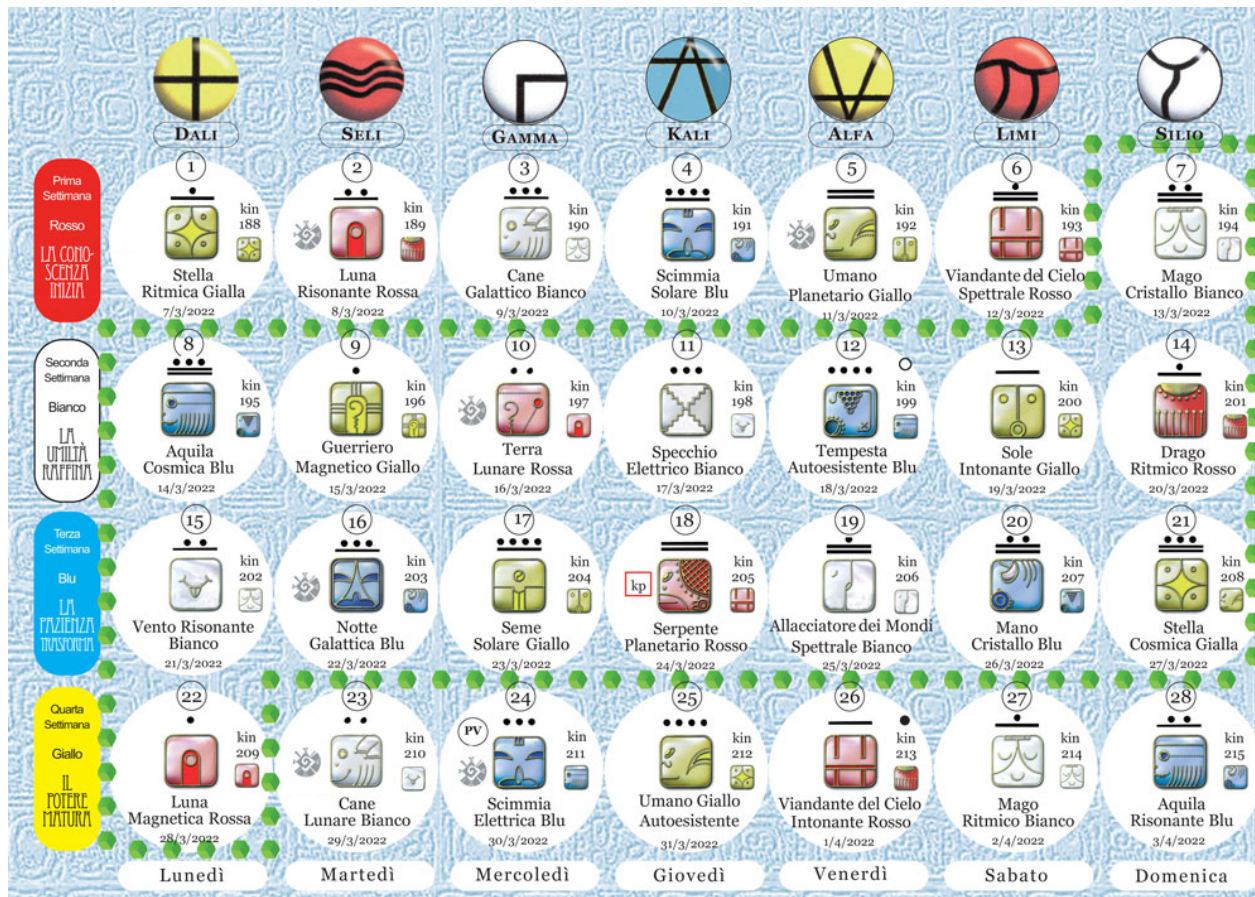 DALI
SELI
GAMMA
KALI
ALFA
LIMI
SILIO
Prima
Settimana
Rosso
LA CONO-
SCENZA
INIZIA
1
kin
188
Stella
Ritmica Gialla
7/3/2022
2
kin
189
Luna
Risonante Rossa
8/3/2022
3
kin
190
Cane
Galattico Bianco
9/3/2022
4
kin
191
Scimmia
Solare Blu
10/3/2022
5
kin
192
Umano
Planetario Giallo
11/3/2022
6
kin
193
Viandante del Cielo
Spettrale Rosso
12/3/2022
7
kin
194
Mago
Cristallo Bianco
13/3/2022
Seconda
Settimana
Bianco
LA
UMILTÀ
RAFFINA
8
kin
195
Aquila
Cosmica Blu
14/3/2022
9
kin
196
Guerriero
Magnetico Giallo
15/3/2022
10
kin
197
Terra
Lunare Rossa
16/3/2022
11
kin
198
Specchio
Elettrico Bianco
17/3/2022
12
kin
199
Tempesta
Autoesistente Blu
18/3/2022
13
kin
200
Sole
Intonante Giallo
19/3/2022
14
kin
201
Drago
Ritmico Rosso
20/3/2022
Terza
Settimana
Blu
LA
PAZIENZA
TRASFORMA
15
kin
202
Vento Risonante
Bianco
21/3/2022
16
kin
203
Notte
Galattica Blu
22/3/2022
17
kin
204
Seme
Solare Giallo
23/3/2022
18
kp
kin
205
Serpente
Planetario Rosso
24/3/2022
19
kin
206
Allacciatore dei Mondi
Spettrale Bianco
25/3/2022
20
kin
207
Mano
Cristallo Blu
26/3/2022
21
kin
208
Stella
Cosmica Gialla
27/3/2022
Quarta
Settimana
Giallo
IL
POTERE
MATURA
22
kin
209
Luna
Magnetica Rossa
28/3/2022
23
kin
210
Cane
Lunare Bianco
29/3/2022
24
PV
kin
211
Scimmia
Elettrica Blu
30/3/2022
25
kin
212
Umano Giallo
Autoesistente
31/3/2022
26
kin
213
Viandante del Cielo
Intonante Rosso
1/4/2022
27
kin
214
Mago
Ritmico Bianco
2/4/2022
28
kin
215
Aquila
Risonante Blu
3/4/2022
Lunedì
Martedì
Mercoledì
Giovedì
Venerdì
Sabato
Domenica